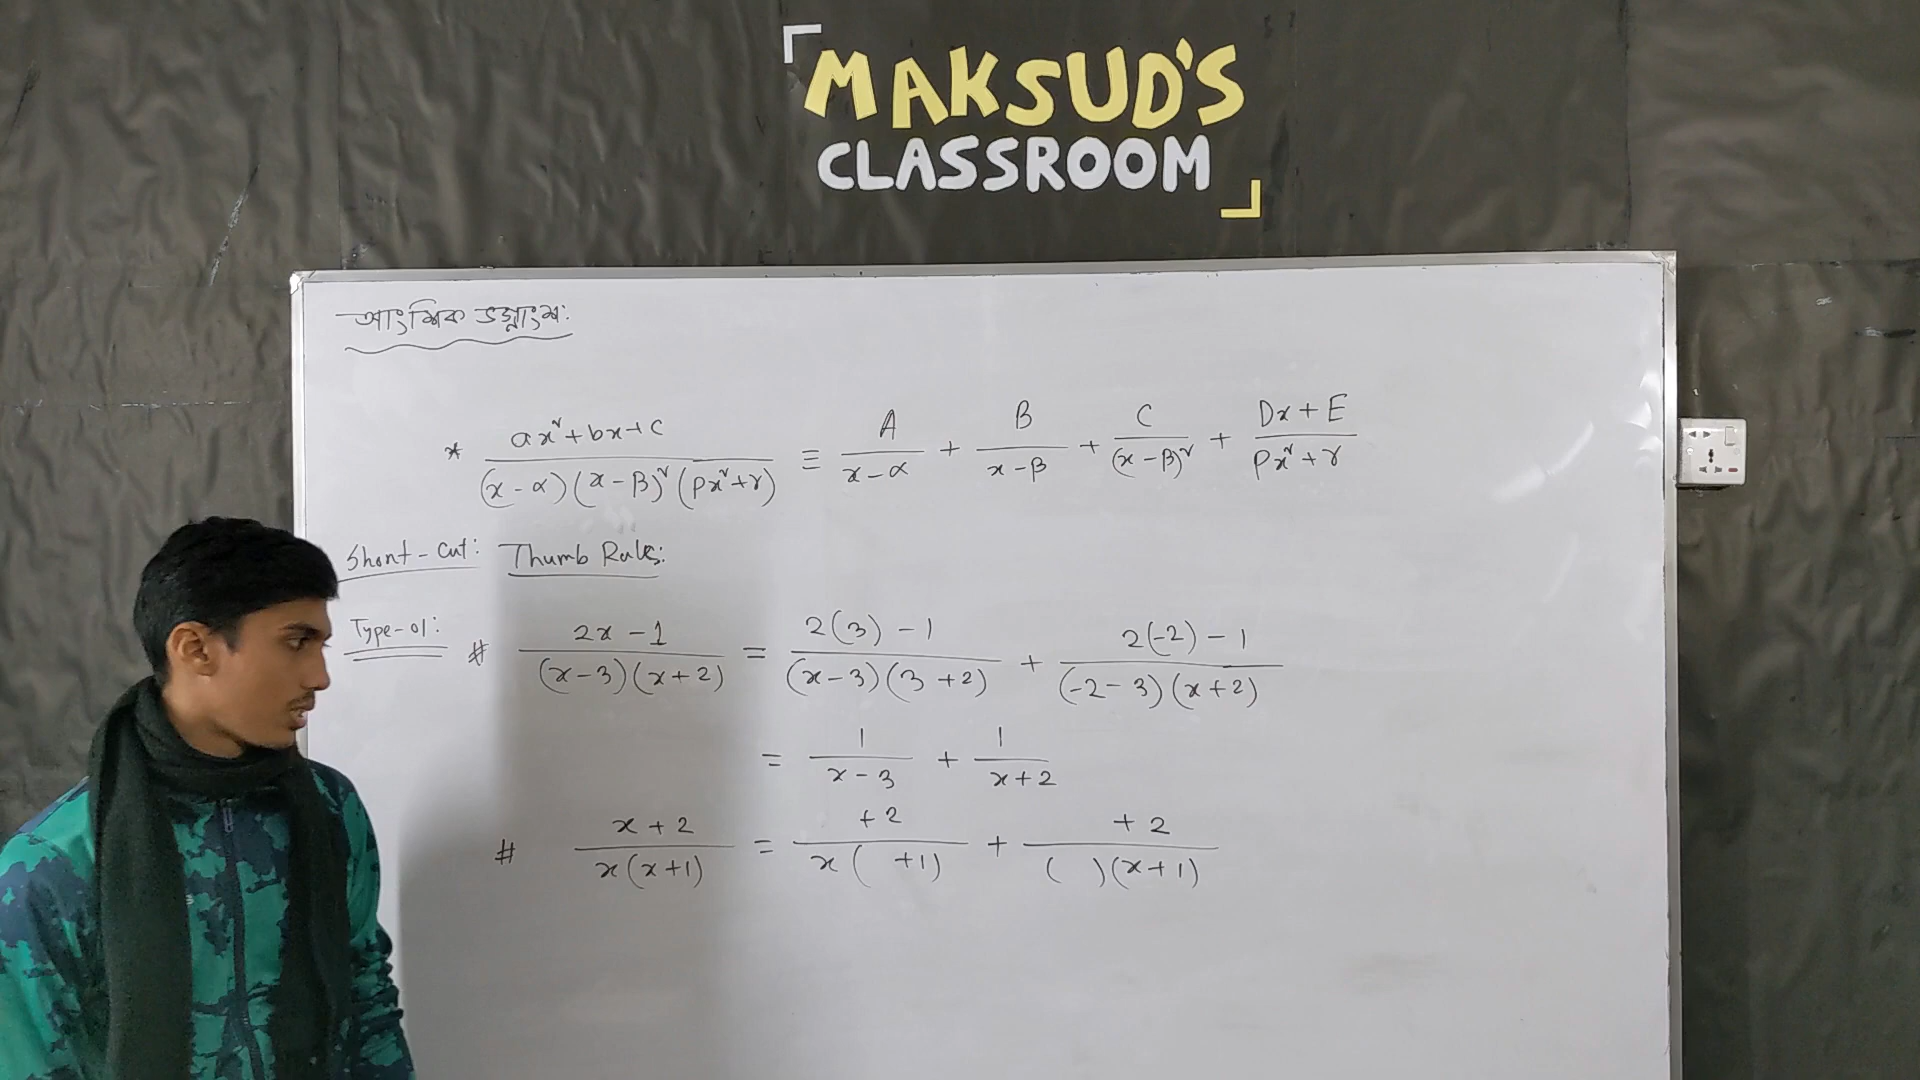 MAKSUD'S
CLASSROOM
আংশিক ভগ্নাংশ:
* (ax²+bx+c)/((x-α)(x-β)²(px²+r)) ≡ A/(x-α) + B/(x-β) + C/(x-β)² + (Dx+E)/(px²+r)
Short-cut: Thumb Rule:
Type-01: # (2x-1)/((x-3)(x+2)) = (2(3)-1)/((x-3)(3+2)) + (2(-2)-1)/((-2-3)(x+2))
= 1/(x-3) + 1/(x+2)
# (x+2)/(x(x+1)) = (+2)/(x( +1)) + (+2)/(( )(x+1))